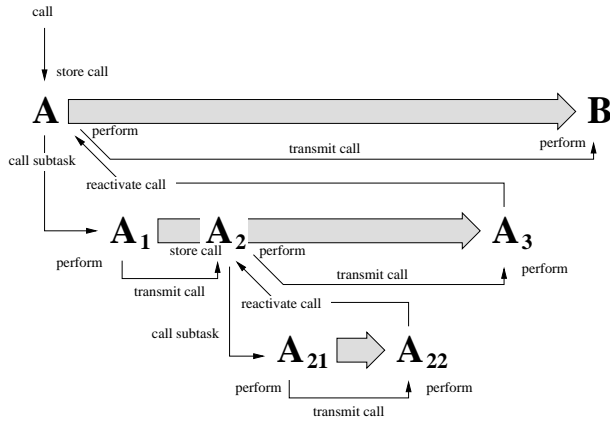 call
store call
A B
perform perform
transmit call
call subtask
reactivate call
A1 A2 A3
store call perform
perform perform
transmit call
transmit call
reactivate call
call subtask
A21 A22
perform perform
transmit call